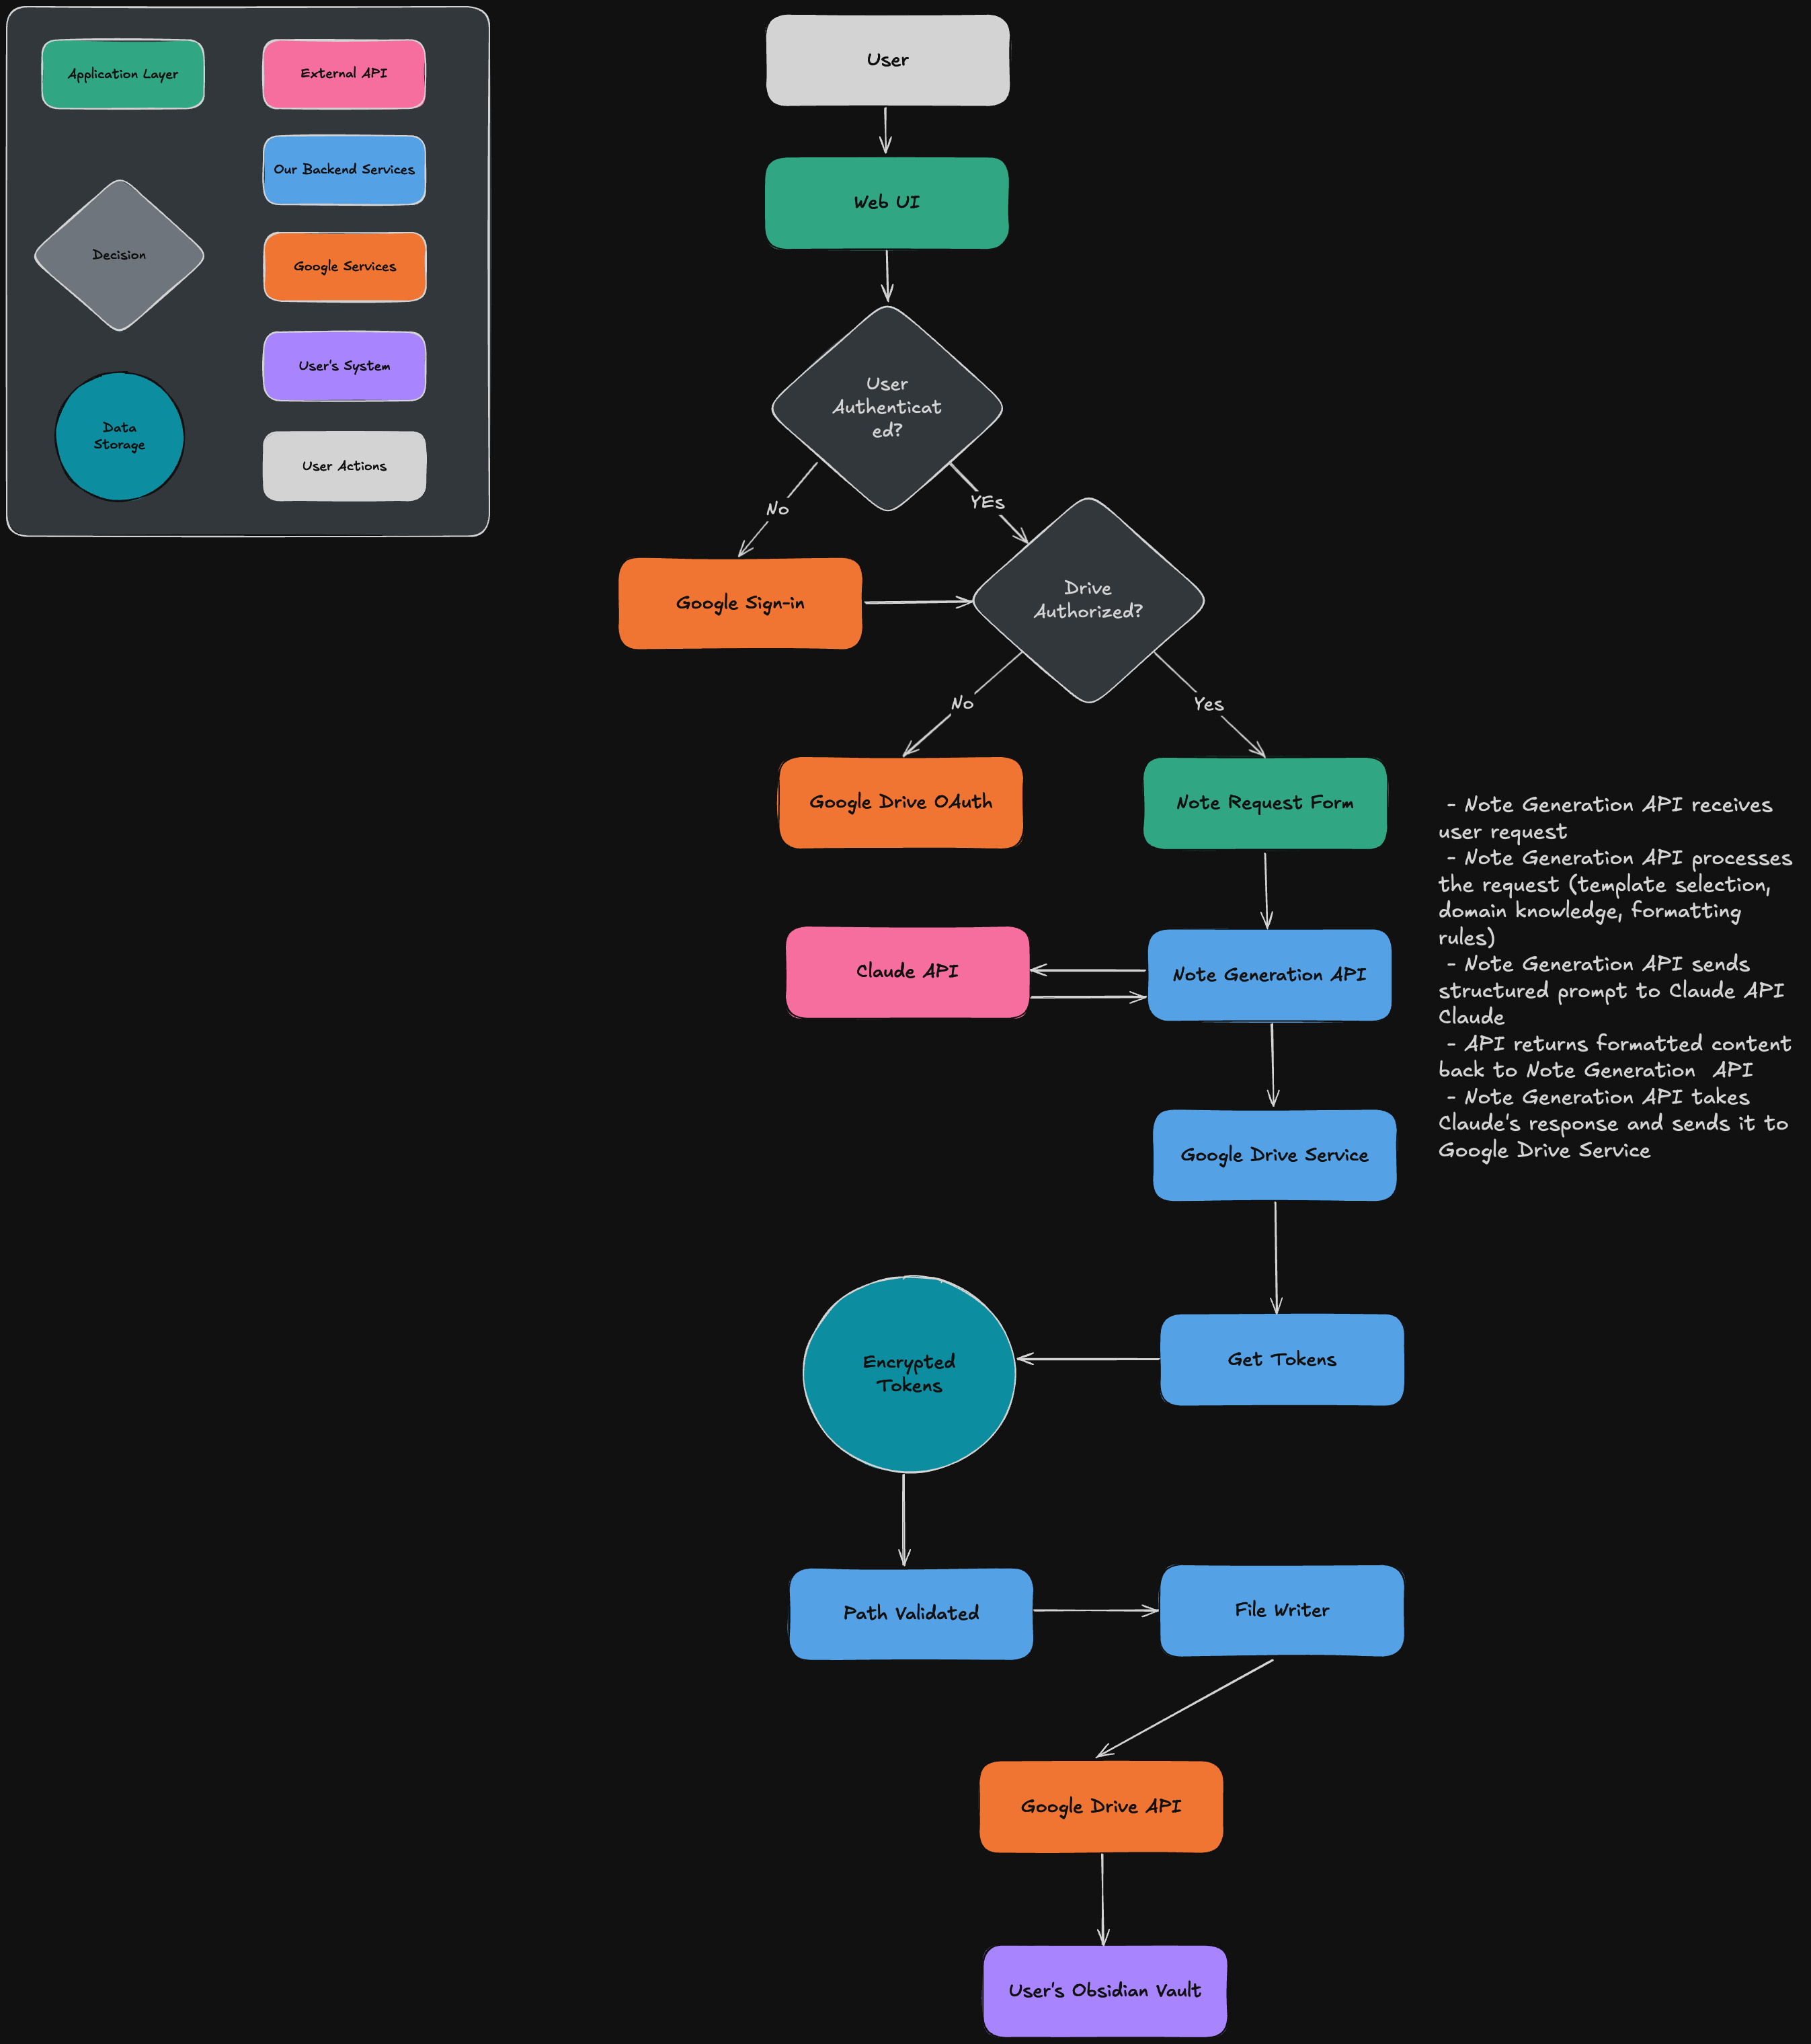 Application Layer
External API
Our Backend Services
Decision
Google Services
User's System
Data
Storage
User Actions
User
Web UI
User
Authenticat
ed?
No
YEs
Google Sign-in
Drive
Authorized?
No
Yes
Google Drive OAuth
Note Request Form
- Note Generation API receives
user request
- Note Generation API processes
the request (template selection,
domain knowledge, formatting
rules)
- Note Generation API sends
structured prompt to Claude API
Claude
- API returns formatted content
back to Note Generation  API
- Note Generation API takes
Claude's response and sends it to
Google Drive Service
Claude API
Note Generation API
Google Drive Service
Encrypted
Tokens
Get Tokens
Path Validated
File Writer
Google Drive API
User's Obsidian Vault